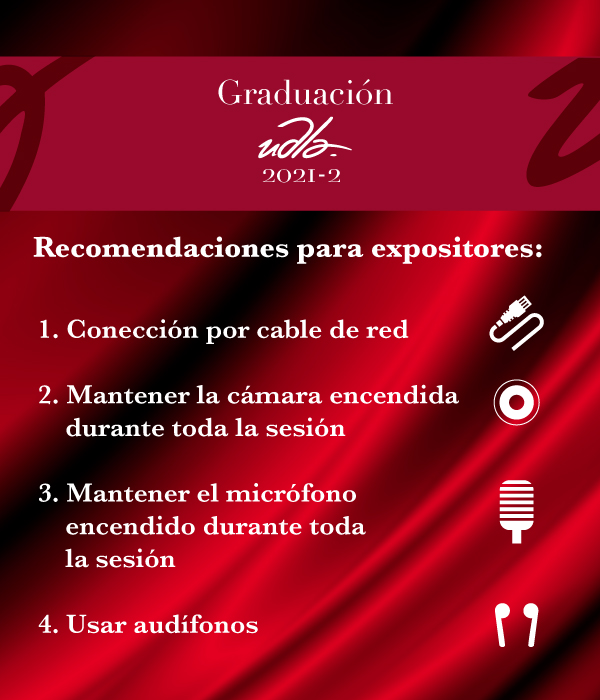 Graduación
udla.
2021-2
Recomendaciones para expositores:
1. Conección por cable de red
2. Mantener la cámara encendida
durante toda la sesión
3. Mantener el micrófono
encendido durante toda
la sesión
4. Usar audífonos